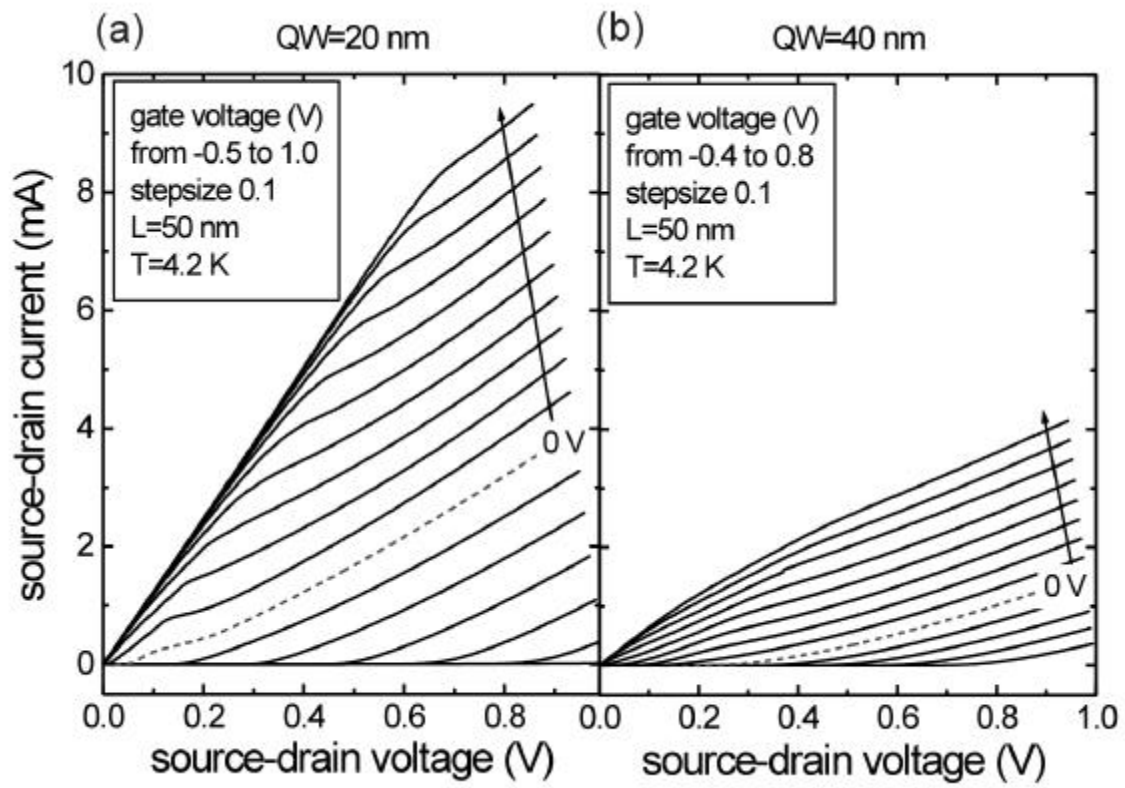 (a)
QW=20 nm
(b)
QW=40 nm
gate voltage (V)
from -0.5 to 1.0
stepsize 0.1
L=50 nm
T=4.2 K
gate voltage (V)
from -0.4 to 0.8
stepsize 0.1
L=50 nm
T=4.2 K
10
8
6
4
2
0
source-drain current (mA)
0 V
0 V
0.0
0.2
0.4
0.6
0.8
0.0
0.2
0.4
0.6
0.8
1.0
source-drain voltage (V)
source-drain voltage (V)